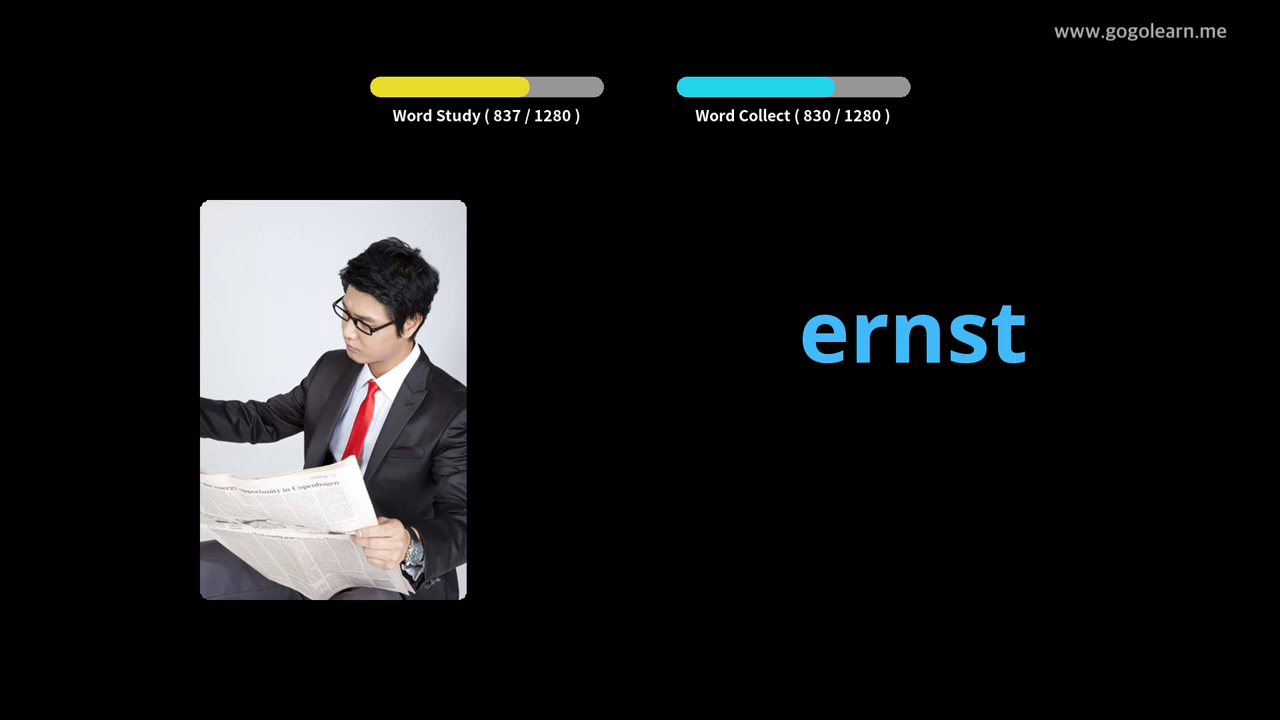 www.gogolearn.me
Word Study ( 837 / 1280 )
Word Collect ( 830 / 1280 )
ernst
opportunity in Copenhagen